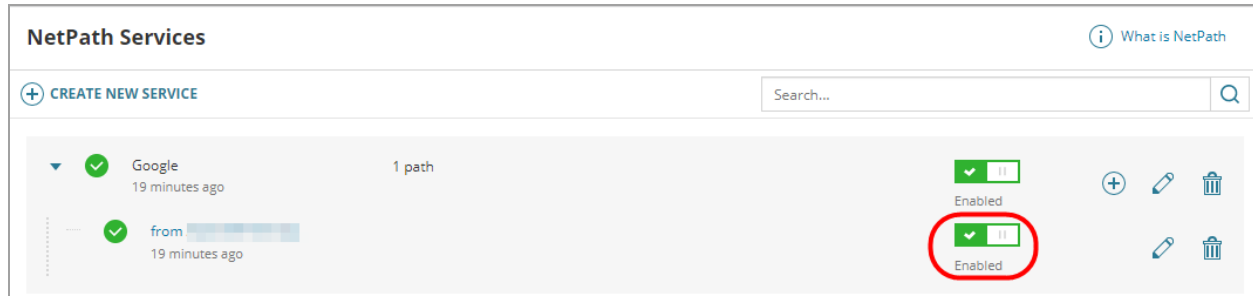 NetPath Services
What is NetPath
CREATE NEW SERVICE
Search...
Google
1 path
19 minutes ago
Enabled
from
19 minutes ago
Enabled